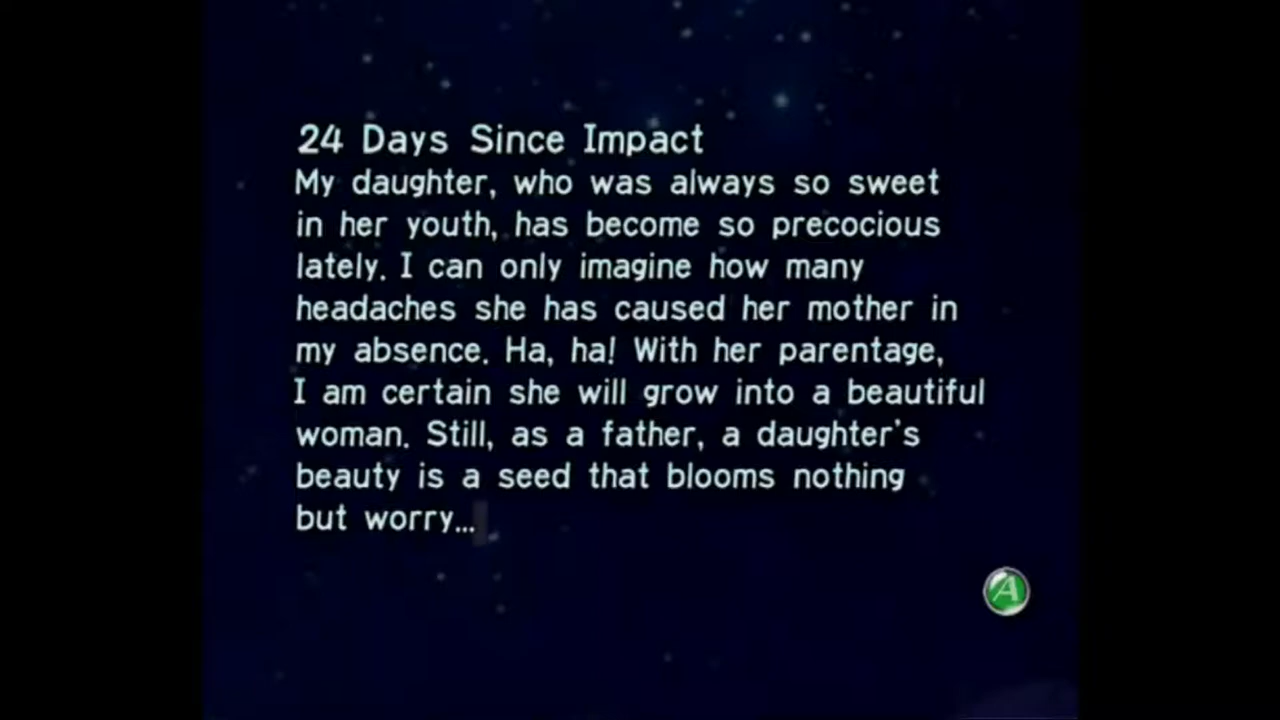 24 Days Since Impact
My daughter, who was always so sweet
in her youth, has become so precocious
lately. I can only imagine how many
headaches she has caused her mother in
my absence. Ha, ha! With her parentage,
I am certain she will grow into a beautiful
woman. Still, as a father, a daughter's
beauty is a seed that blooms nothing
but worry...
A